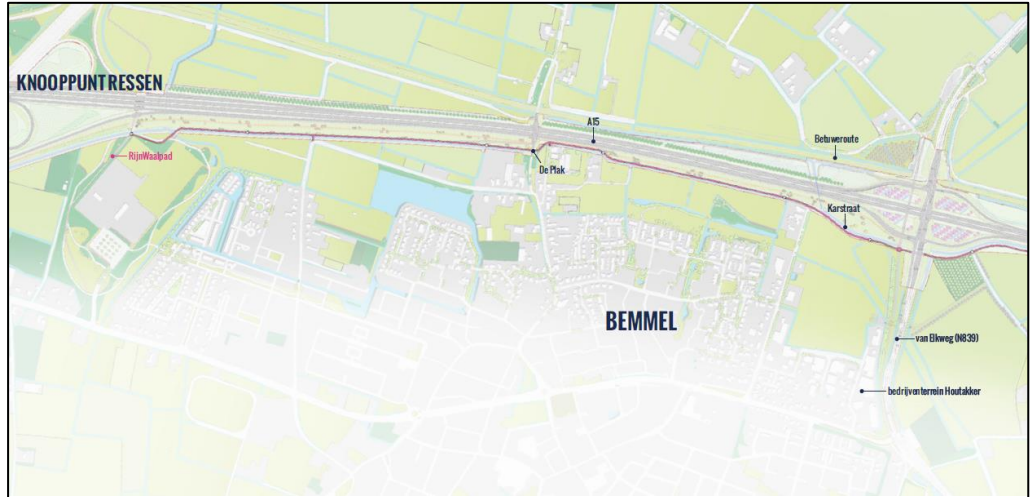 KNOOPPUNT RESSEN
A15
Betuweroute
RijnWaalpad
De Plak
Karstraat
BEMMEL
van Elkweg (N839)
bedrijventerrein Houtakker